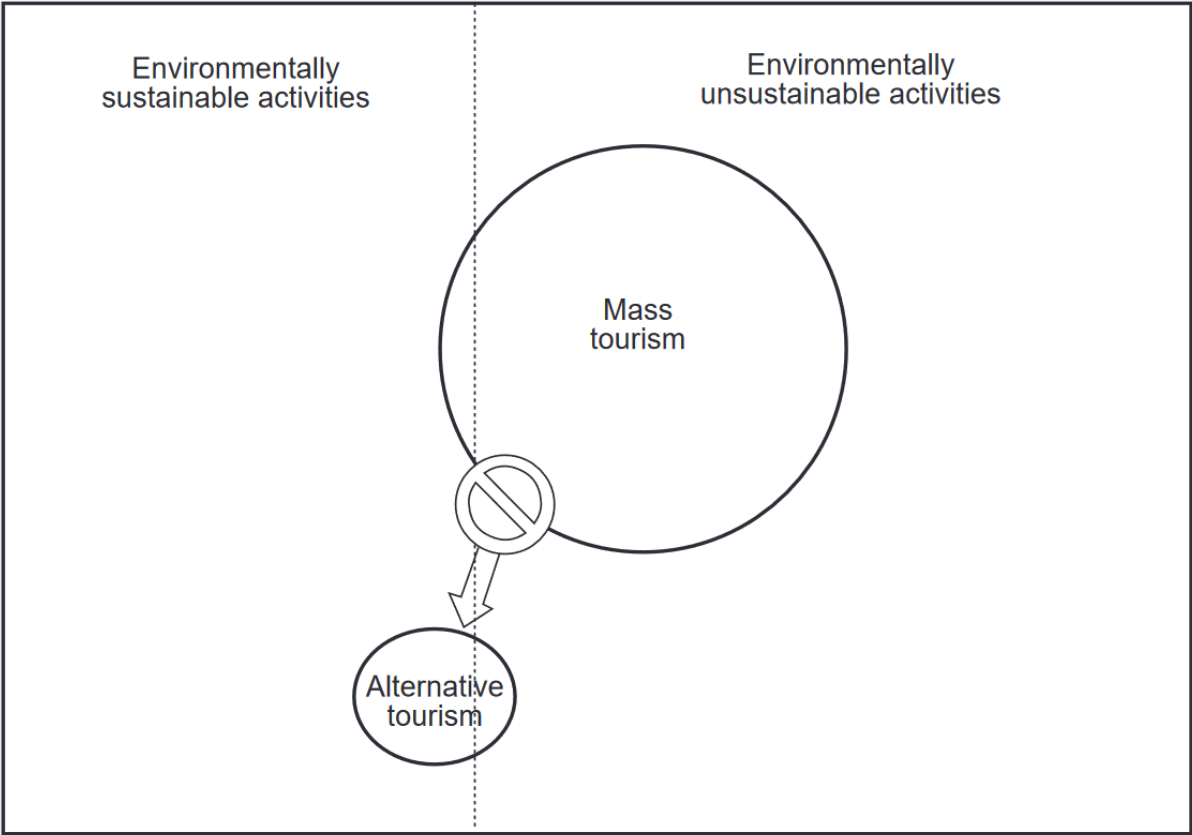 Environmentally
sustainable activities
Environmentally
unsustainable activities
Mass
tourism
Alternative
tourism